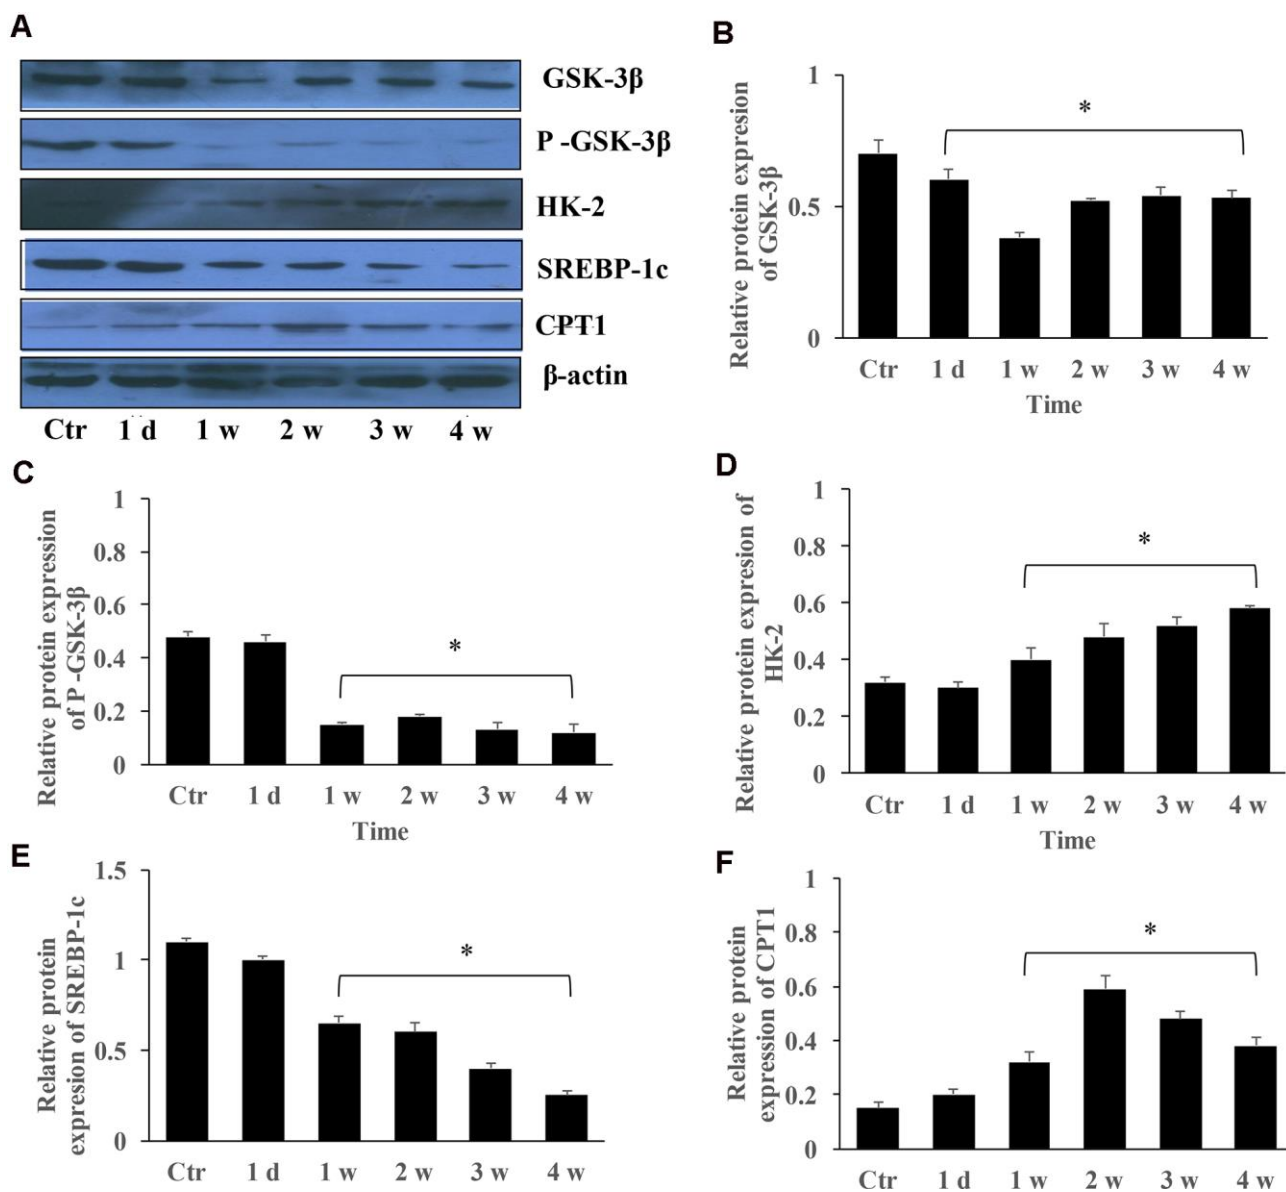 A
GSK-3β
P -GSK-3β
HK-2
SREBP-1c
CPT1
β-actin
Ctr 1 d 1 w 2 w 3 w 4 w
B
Relative protein expresion
of GSK-3β
1
0.5
0
*
Ctr 1 d 1 w 2 w 3 w 4 w
Time
C
Relative protein expression
of P -GSK-3β
1
0.8
0.6
0.4
0.2
0
*
Ctr 1 d 1 w 2 w 3 w 4 w
Time
D
Relative protein expression of
HK-2
1
0.8
0.6
0.4
0.2
0
*
Ctr 1 d 1 w 2 w 3 w 4 w
Time
E
Relative protein
expresion of SREBP-1c
1.5
1
0.5
0
*
Ctr 1 d 1 w 2 w 3 w 4 w
F
Relative protein
expression of CPT1
1
0.8
0.6
0.4
0.2
0
*
Ctr 1 d 1 w 2 w 3 w 4 w